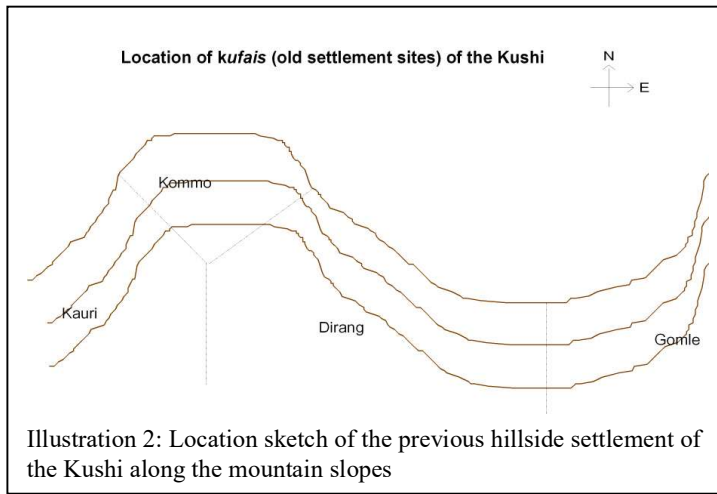 Location of kufais (old settlement sites) of the Kushi
N
E
Kommo
Kauri
Dirang
Gomle
Illustration 2: Location sketch of the previous hillside settlement of
the Kushi along the mountain slopes